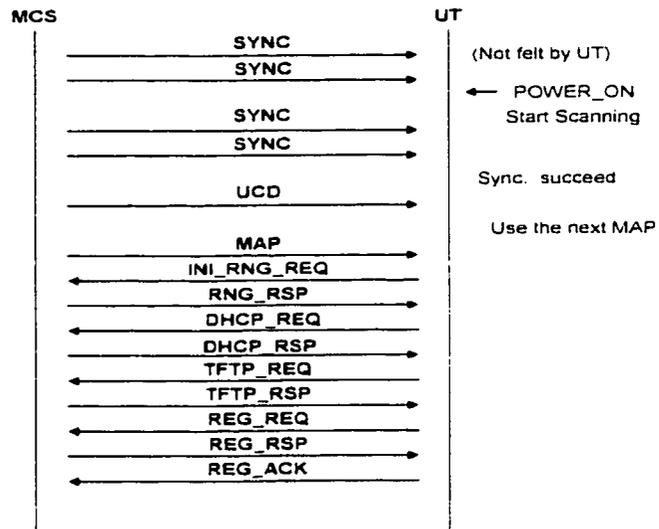 MCS UT
SYNC
(Not felt by UT)
SYNC
POWER_ON
Start Scanning
SYNC
SYNC
Sync. succeed
UCD
Use the next MAP
MAP
INI_RNG_REQ
RNG_RSP
DHCP_REQ
DHCP_RSP
TFTP_REQ
TFTP_RSP
REG_REQ
REG_RSP
REG_ACK